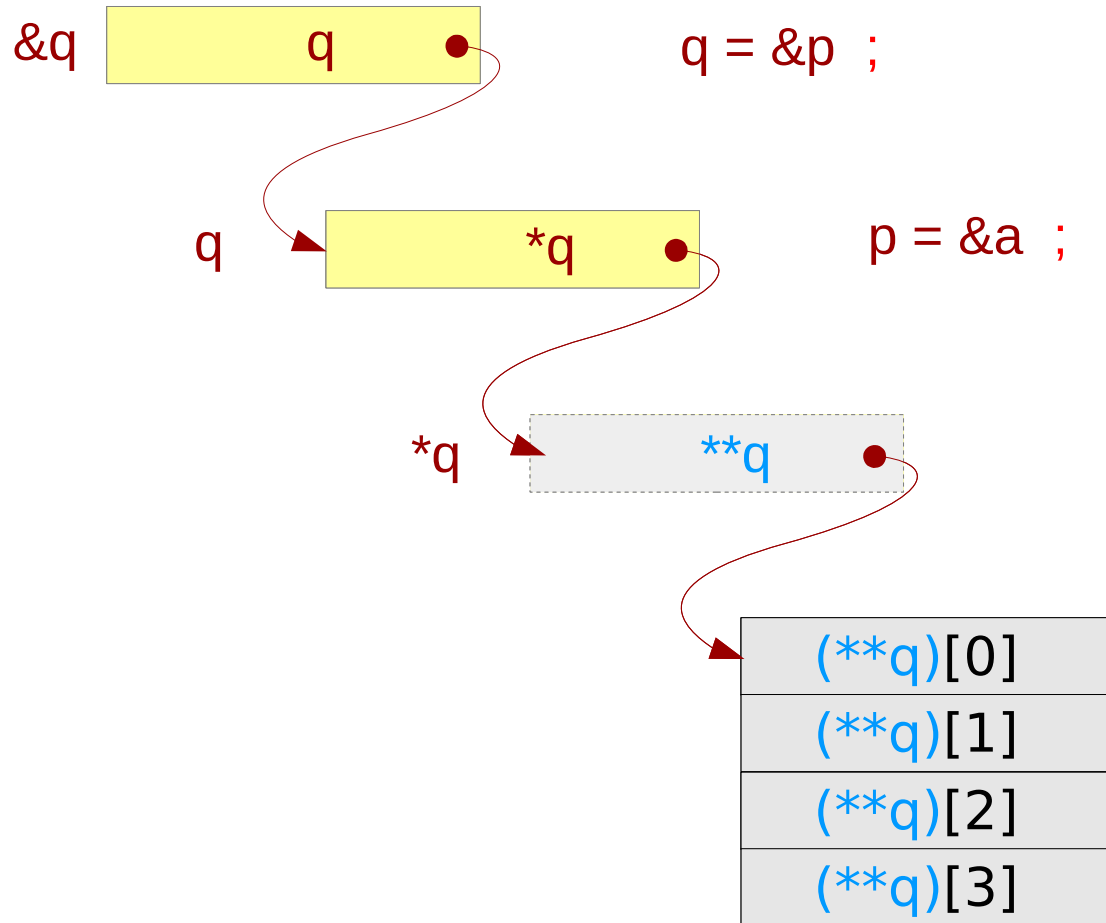 &q q q = &p ;
q *q p = &a ;
*q **q
(**q)[0]
(**q)[1]
(**q)[2]
(**q)[3]